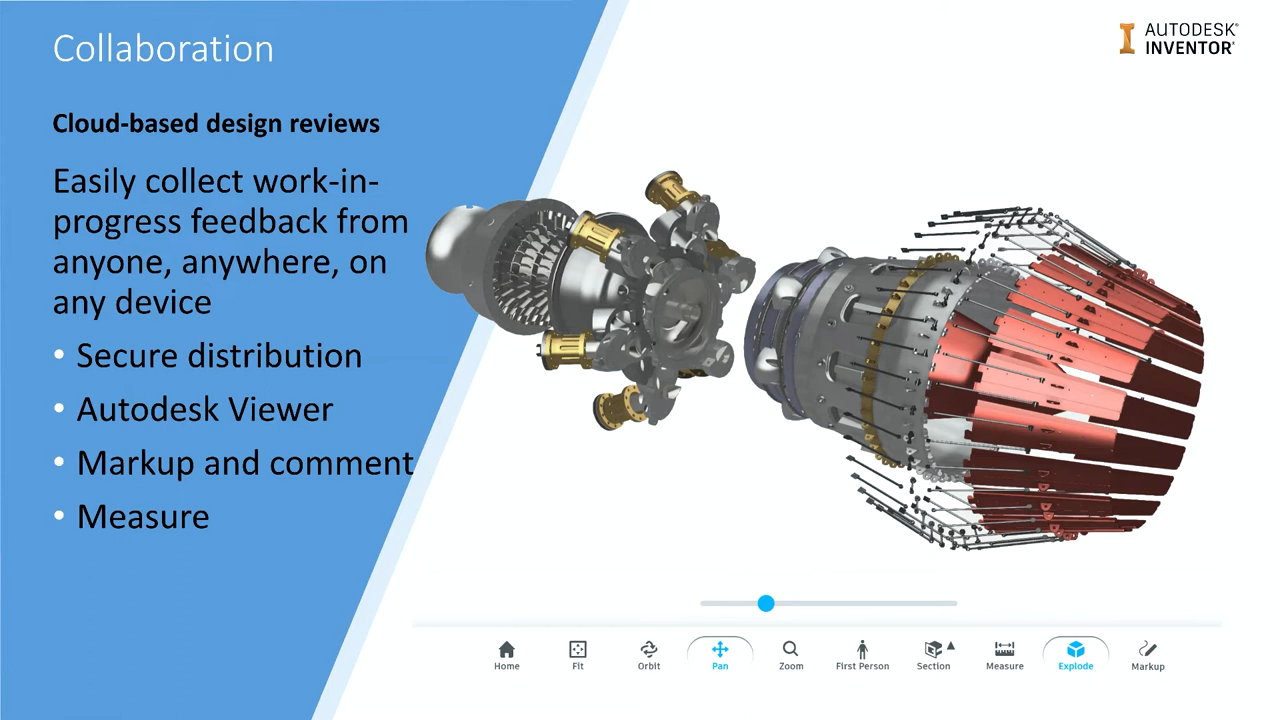 Collaboration
AUTODESK®
INVENTOR®
Cloud-based design reviews
Easily collect work-in-
progress feedback from
anyone, anywhere, on
any device
• Secure distribution
• Autodesk Viewer
• Markup and comment
• Measure
Home Fit Orbit Pan Zoom First Person Section Measure Explode Markup